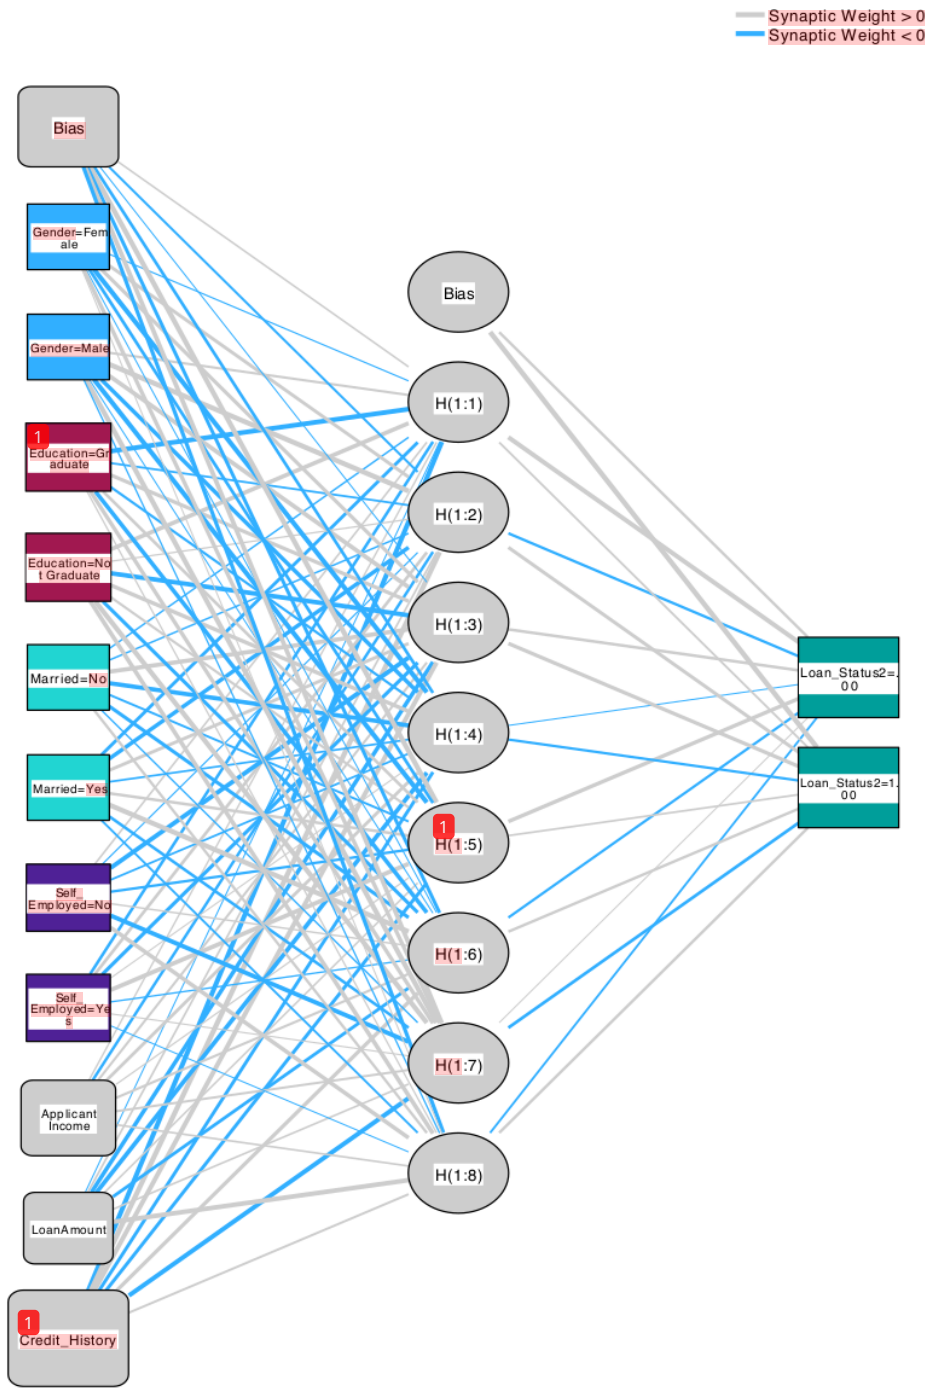 Synaptic Weight > 0
Synaptic Weight < 0
Bias
Gender=Fem
ale
Gender=Male
1
Education=Gr
aduate
Education=No
t Graduate
Married=No
Married=Yes
Self_
Employed=No
Self_
Employed=Ye
s
Applicant
Income
LoanAmount
1
Credit_History
Bias
H(1:1)
H(1:2)
H(1:3)
H(1:4)
1
H(1:5)
H(1:6)
H(1:7)
H(1:8)
Loan_Status2=.
00
Loan_Status2=1.
00